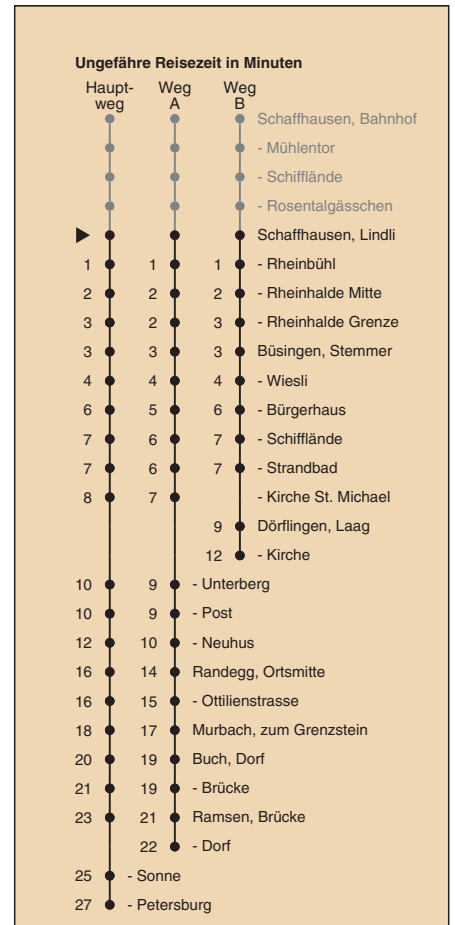 Ungefähre Reisezeit in Minuten
Haupt- Weg Weg
weg A B
Schaffhausen, Bahnhof
- Mühlentor
- Schifflände
- Rosentalgässchen
Schaffhausen, Lindli
1 1 1 - Rheinbühl
2 2 2 - Rheinhalde Mitte
3 2 3 - Rheinhalde Grenze
3 3 3 Büsingen, Stemmer
4 4 4 - Wiesli
6 5 6 - Bürgerhaus
7 6 7 - Schifflände
7 6 7 - Strandbad
8 7 - Kirche St. Michael
9 Dörflingen, Laag
12 - Kirche
10 9 - Unterberg
10 9 - Post
12 10 - Neuhus
16 14 Randegg, Ortsmitte
16 15 - Ottilienstrasse
18 17 Murbach, zum Grenzstein
20 19 Buch, Dorf
21 19 - Brücke
23 21 Ramsen, Brücke
22 - Dorf
25 - Sonne
27 - Petersburg